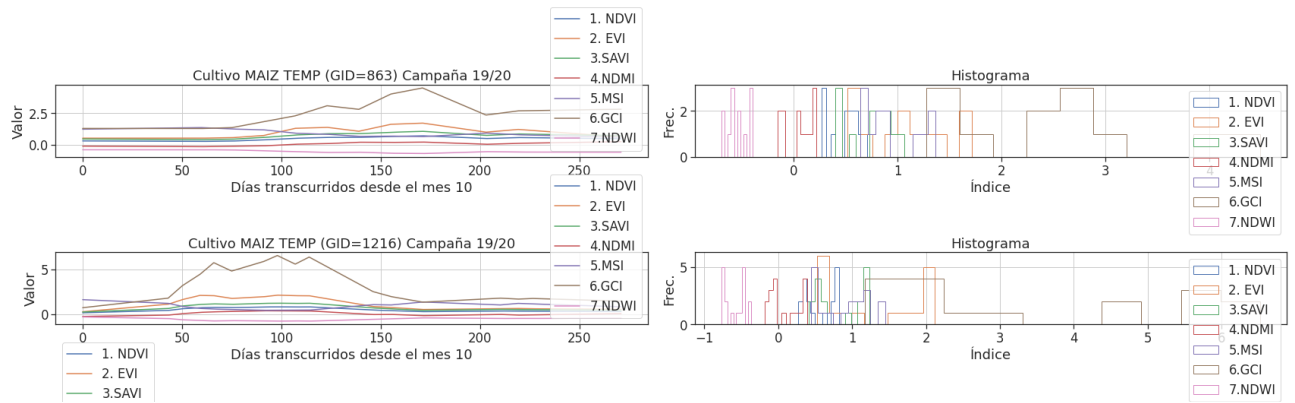 Cultivo MAIZ TEMP (GID=863) Campaña 19/20
Valor
2.5
0.0
0
50
100
150
200
250
Días transcurridos desde el mes 10
1. NDVI
2. EVI
3.SAVI
4.NDMI
5.MSI
6.GCI
7.NDWI
Histograma
Frec.
2
0
0
1
2
3
4
Índice
1. NDVI
2. EVI
3.SAVI
4.NDMI
5.MSI
6.GCI
7.NDWI
Cultivo MAIZ TEMP (GID=1216) Campaña 19/20
Valor
5
0
0
50
100
150
200
250
Días transcurridos desde el mes 10
1. NDVI
2. EVI
3.SAVI
4.NDMI
5.MSI
6.GCI
7.NDWI
Histograma
Frec.
5
0
−1
0
1
2
3
4
5
6
Índice
1. NDVI
2. EVI
3.SAVI
4.NDMI
5.MSI
6.GCI
7.NDWI
1. NDVI
2. EVI
3.SAVI